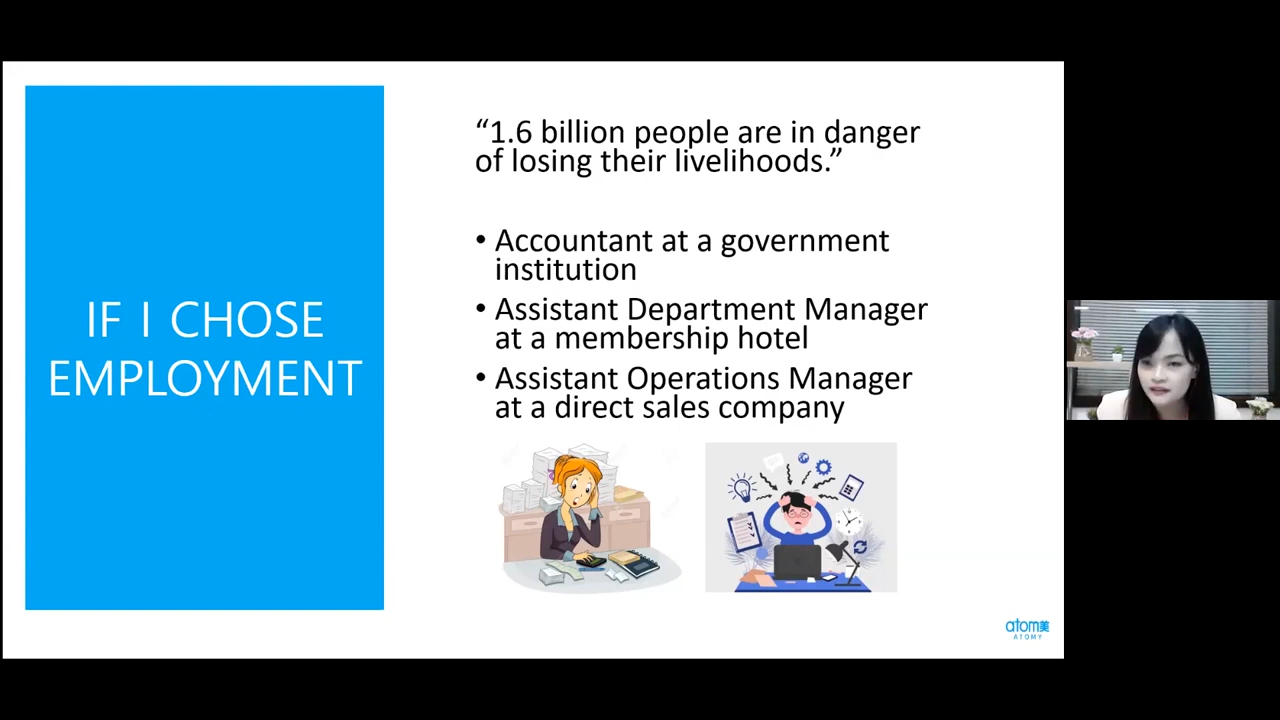 IF I CHOSE
EMPLOYMENT
“1.6 billion people are in danger
of losing their livelihoods.”
• Accountant at a government
institution
• Assistant Department Manager
at a membership hotel
• Assistant Operations Manager
at a direct sales company
atom美
ATOMY